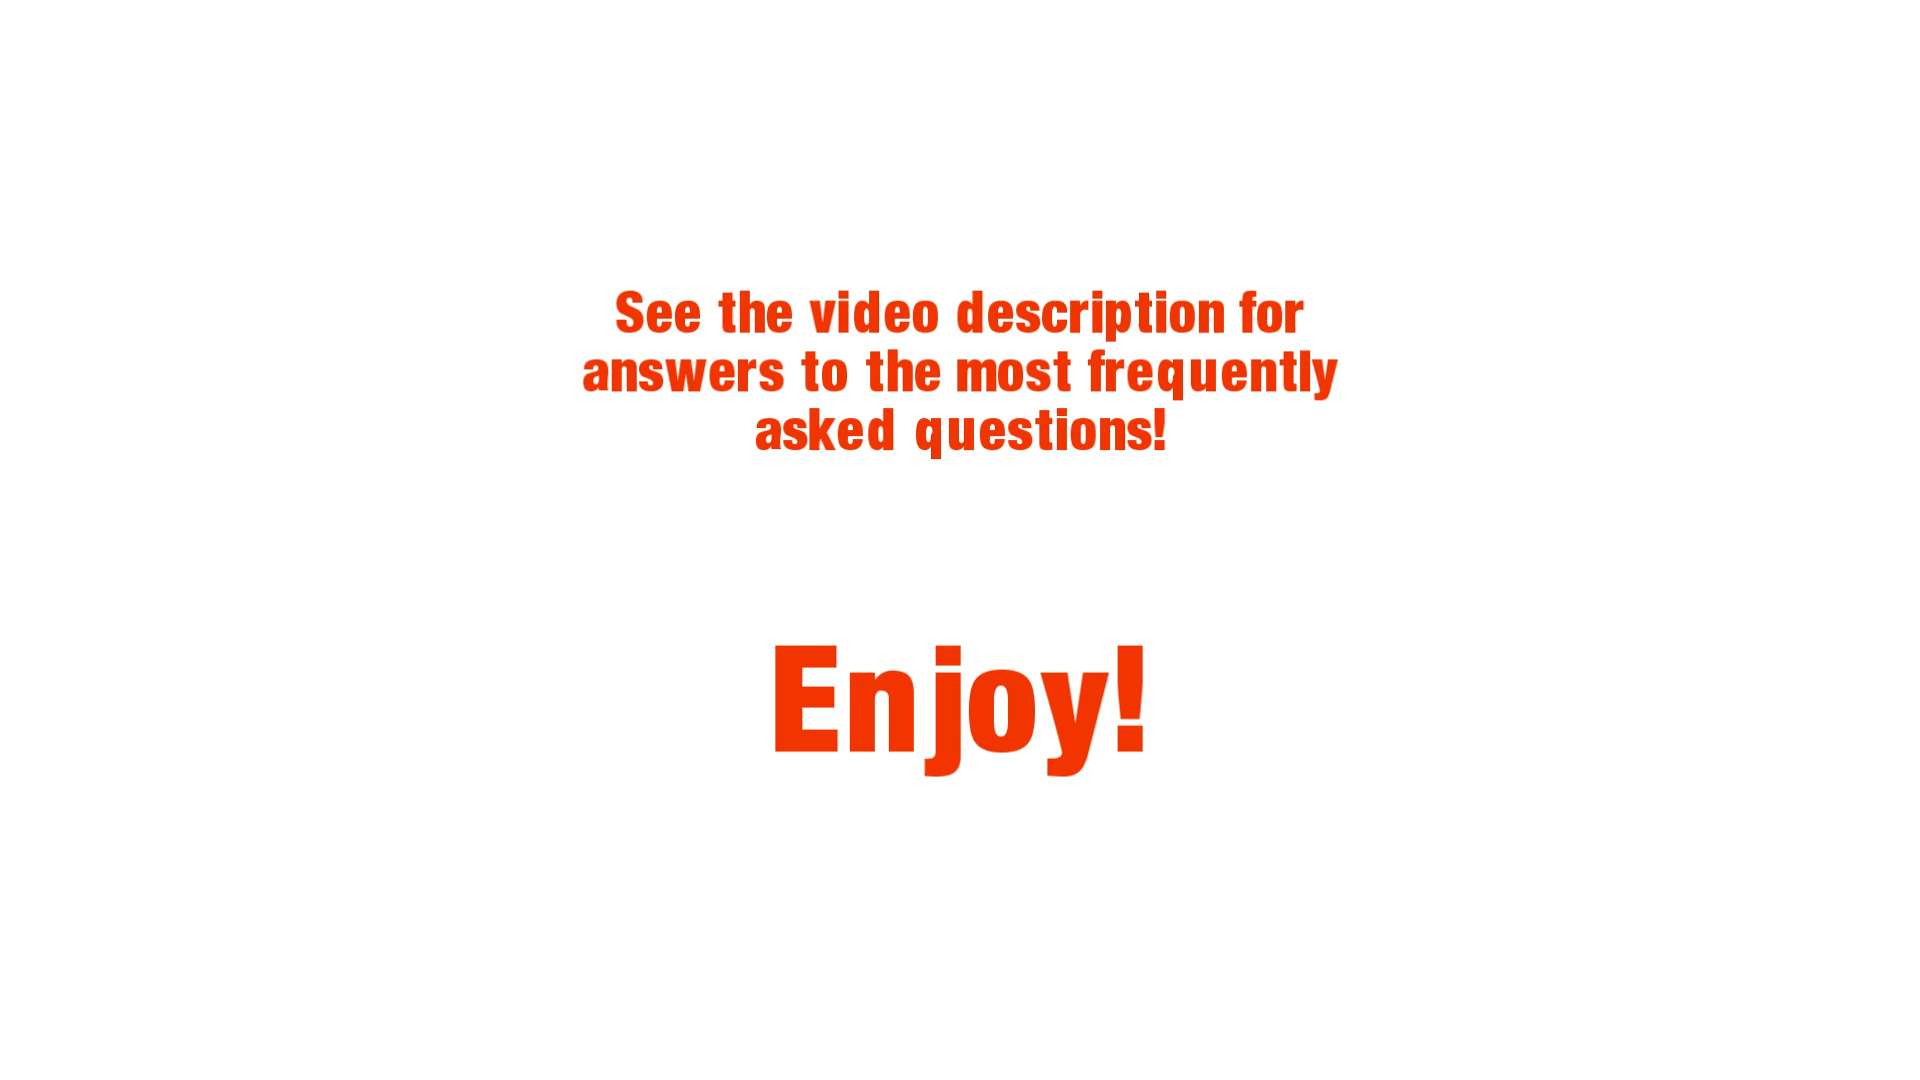 See the video description for
answers to the most frequently
asked questions!
Enjoy!